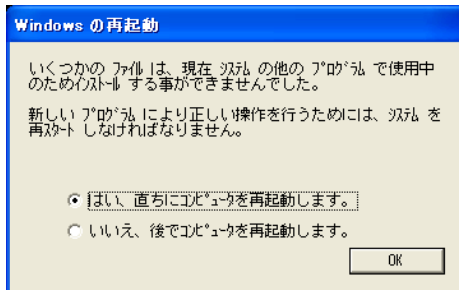 Windows の再起動
いくつかの ﾌｧｲﾙ は、現在 ｼｽﾃﾑ の他の ﾌﾟﾛｸﾞﾗﾑ で使用中
のためｲﾝｽﾄｰﾙ する事ができませんでした。
新しい ﾌﾟﾛｸﾞﾗﾑ により正しい操作を行うためには、ｼｽﾃﾑ を
再ｽﾀｰﾄ しなければなりません。
はい、直ちにｺﾝﾋﾟｭｰﾀを再起動します。
いいえ、後でｺﾝﾋﾟｭｰﾀを再起動します。
OK